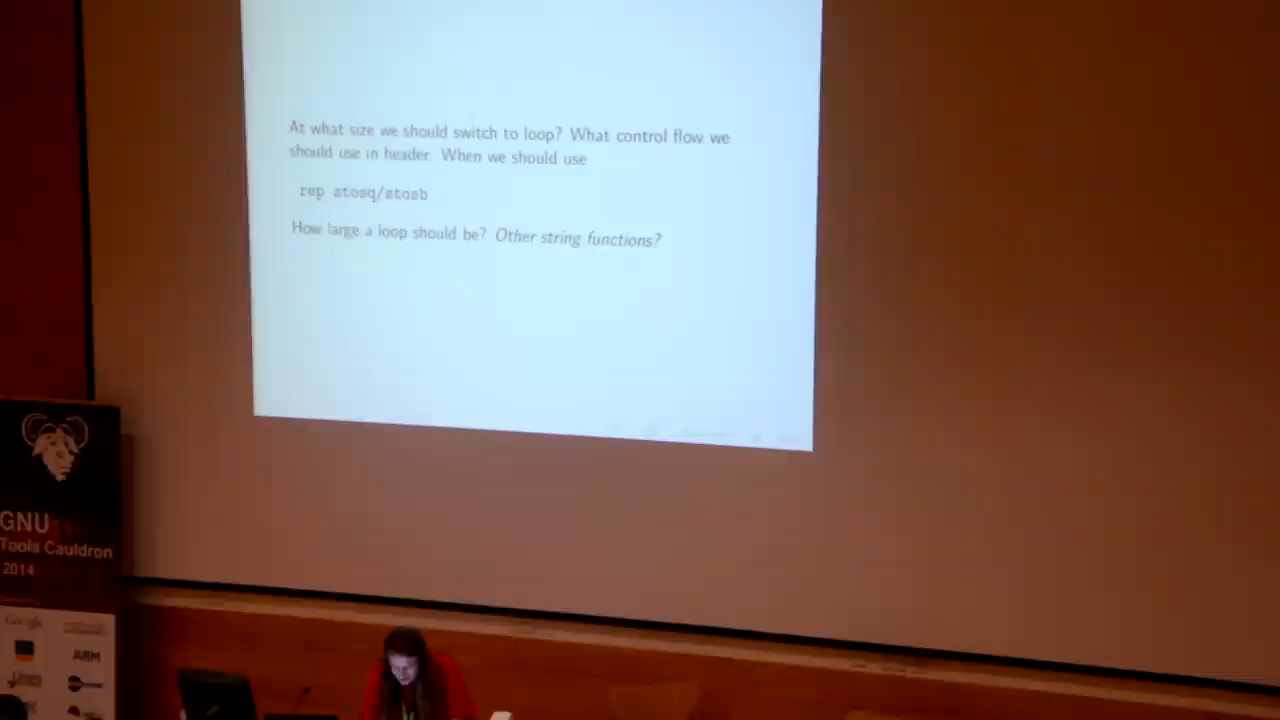 At what size we should switch to loop? What control flow we
should use in header. When we should use
rep stosq/stosb
How large a loop should be? Other string functions?
GNU
Tools Cauldron
2014
Google
ARM